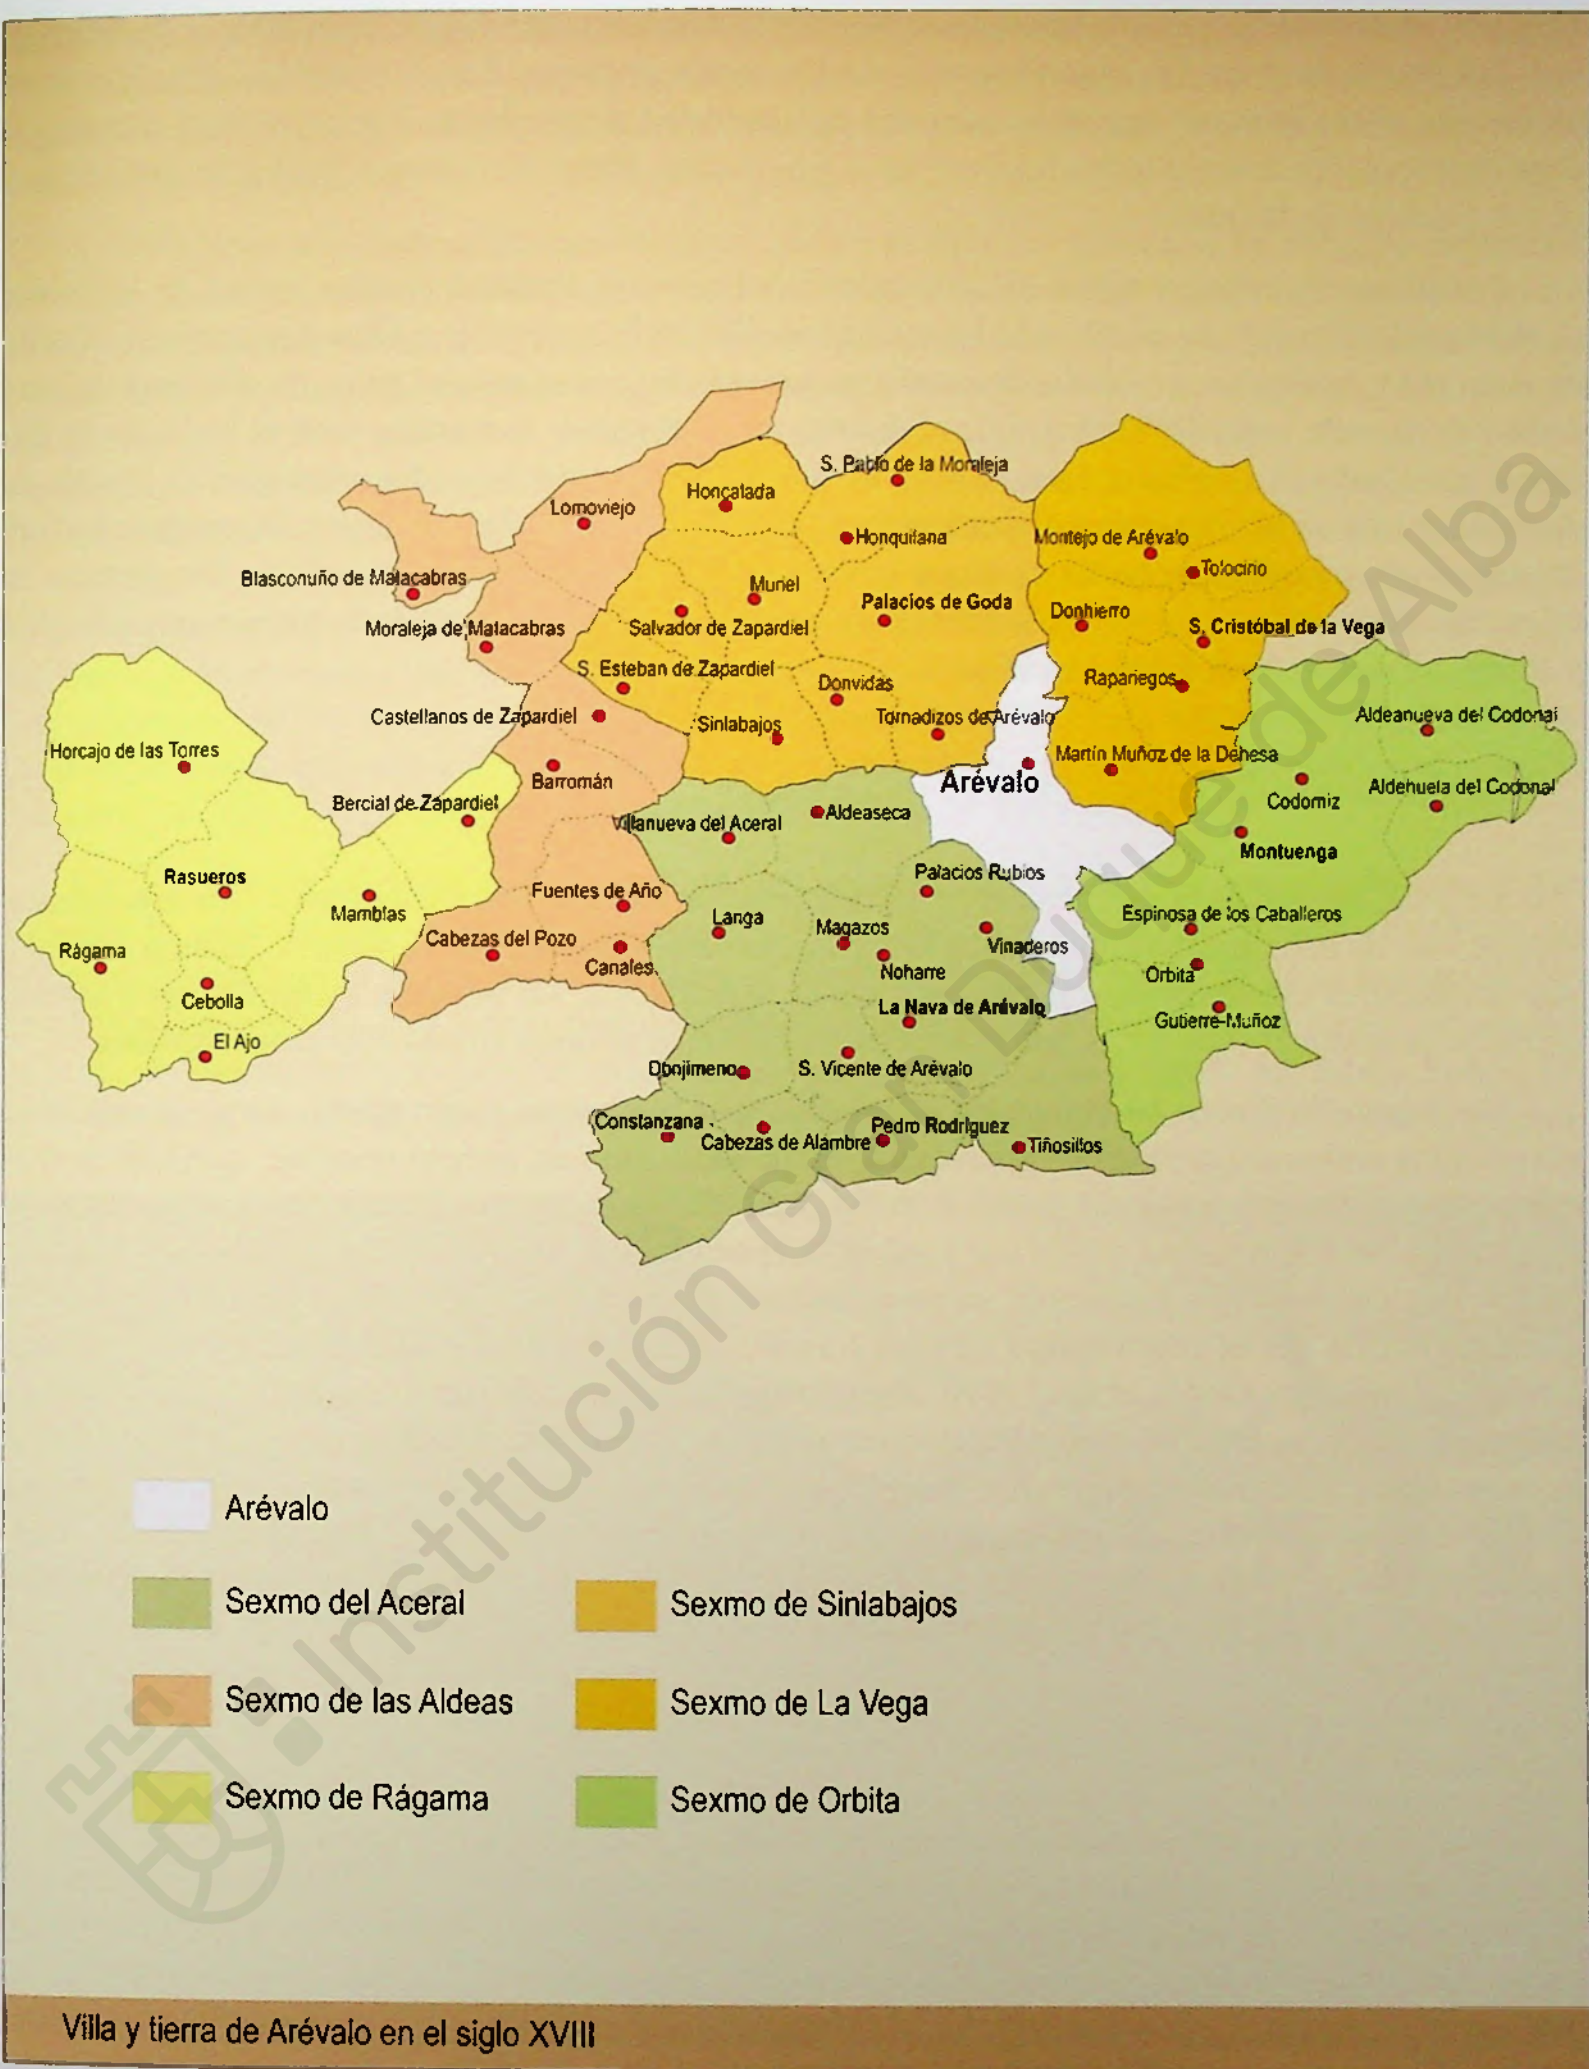 S. Pablo de la Moraleja
Honcalada
Lomoviejo
Honquilana
Montejo de Arévalo
Tolocirio
Blasconuño de Matacabras
Muriel
Palacios de Goda
Donhierro
Moraleja de Matacabras
Salvador de Zapardiel
S. Cristóbal de la Vega
S. Esteban de Zapardiel
Donvidas
Rapariegos
Castellanos de Zapardiel
Sinlabajos
Tornadizos de Arévalo
Aldeanueva del Codonal
Horcajo de las Torres
Martín Muñoz de la Dehesa
Barromán
Arévalo
Codorniz
Aldehuela del Codonal
Bercial de Zapardiel
Villanueva del Aceral
Aldeaseca
Montuenga
Rasueros
Palacios Rubios
Fuentes de Año
Mamblas
Langa
Magazos
Espinosa de los Caballeros
Cabezas del Pozo
Vinaderos
Rágama
Canales
Noharre
Orbita
Cebolla
La Nava de Arévalo
Gutierre-Muñoz
El Ajo
Donjimeno
S. Vicente de Arévalo
Constanzana
Cabezas de Alambre
Pedro Rodríguez
Tiñosillos
Arévalo
Sexmo del Aceral
Sexmo de Sinlabajos
Sexmo de las Aldeas
Sexmo de La Vega
Sexmo de Rágama
Sexmo de Orbita
Villa y tierra de Arévalo en el siglo XVIII
Institución Gran Duque de Alba